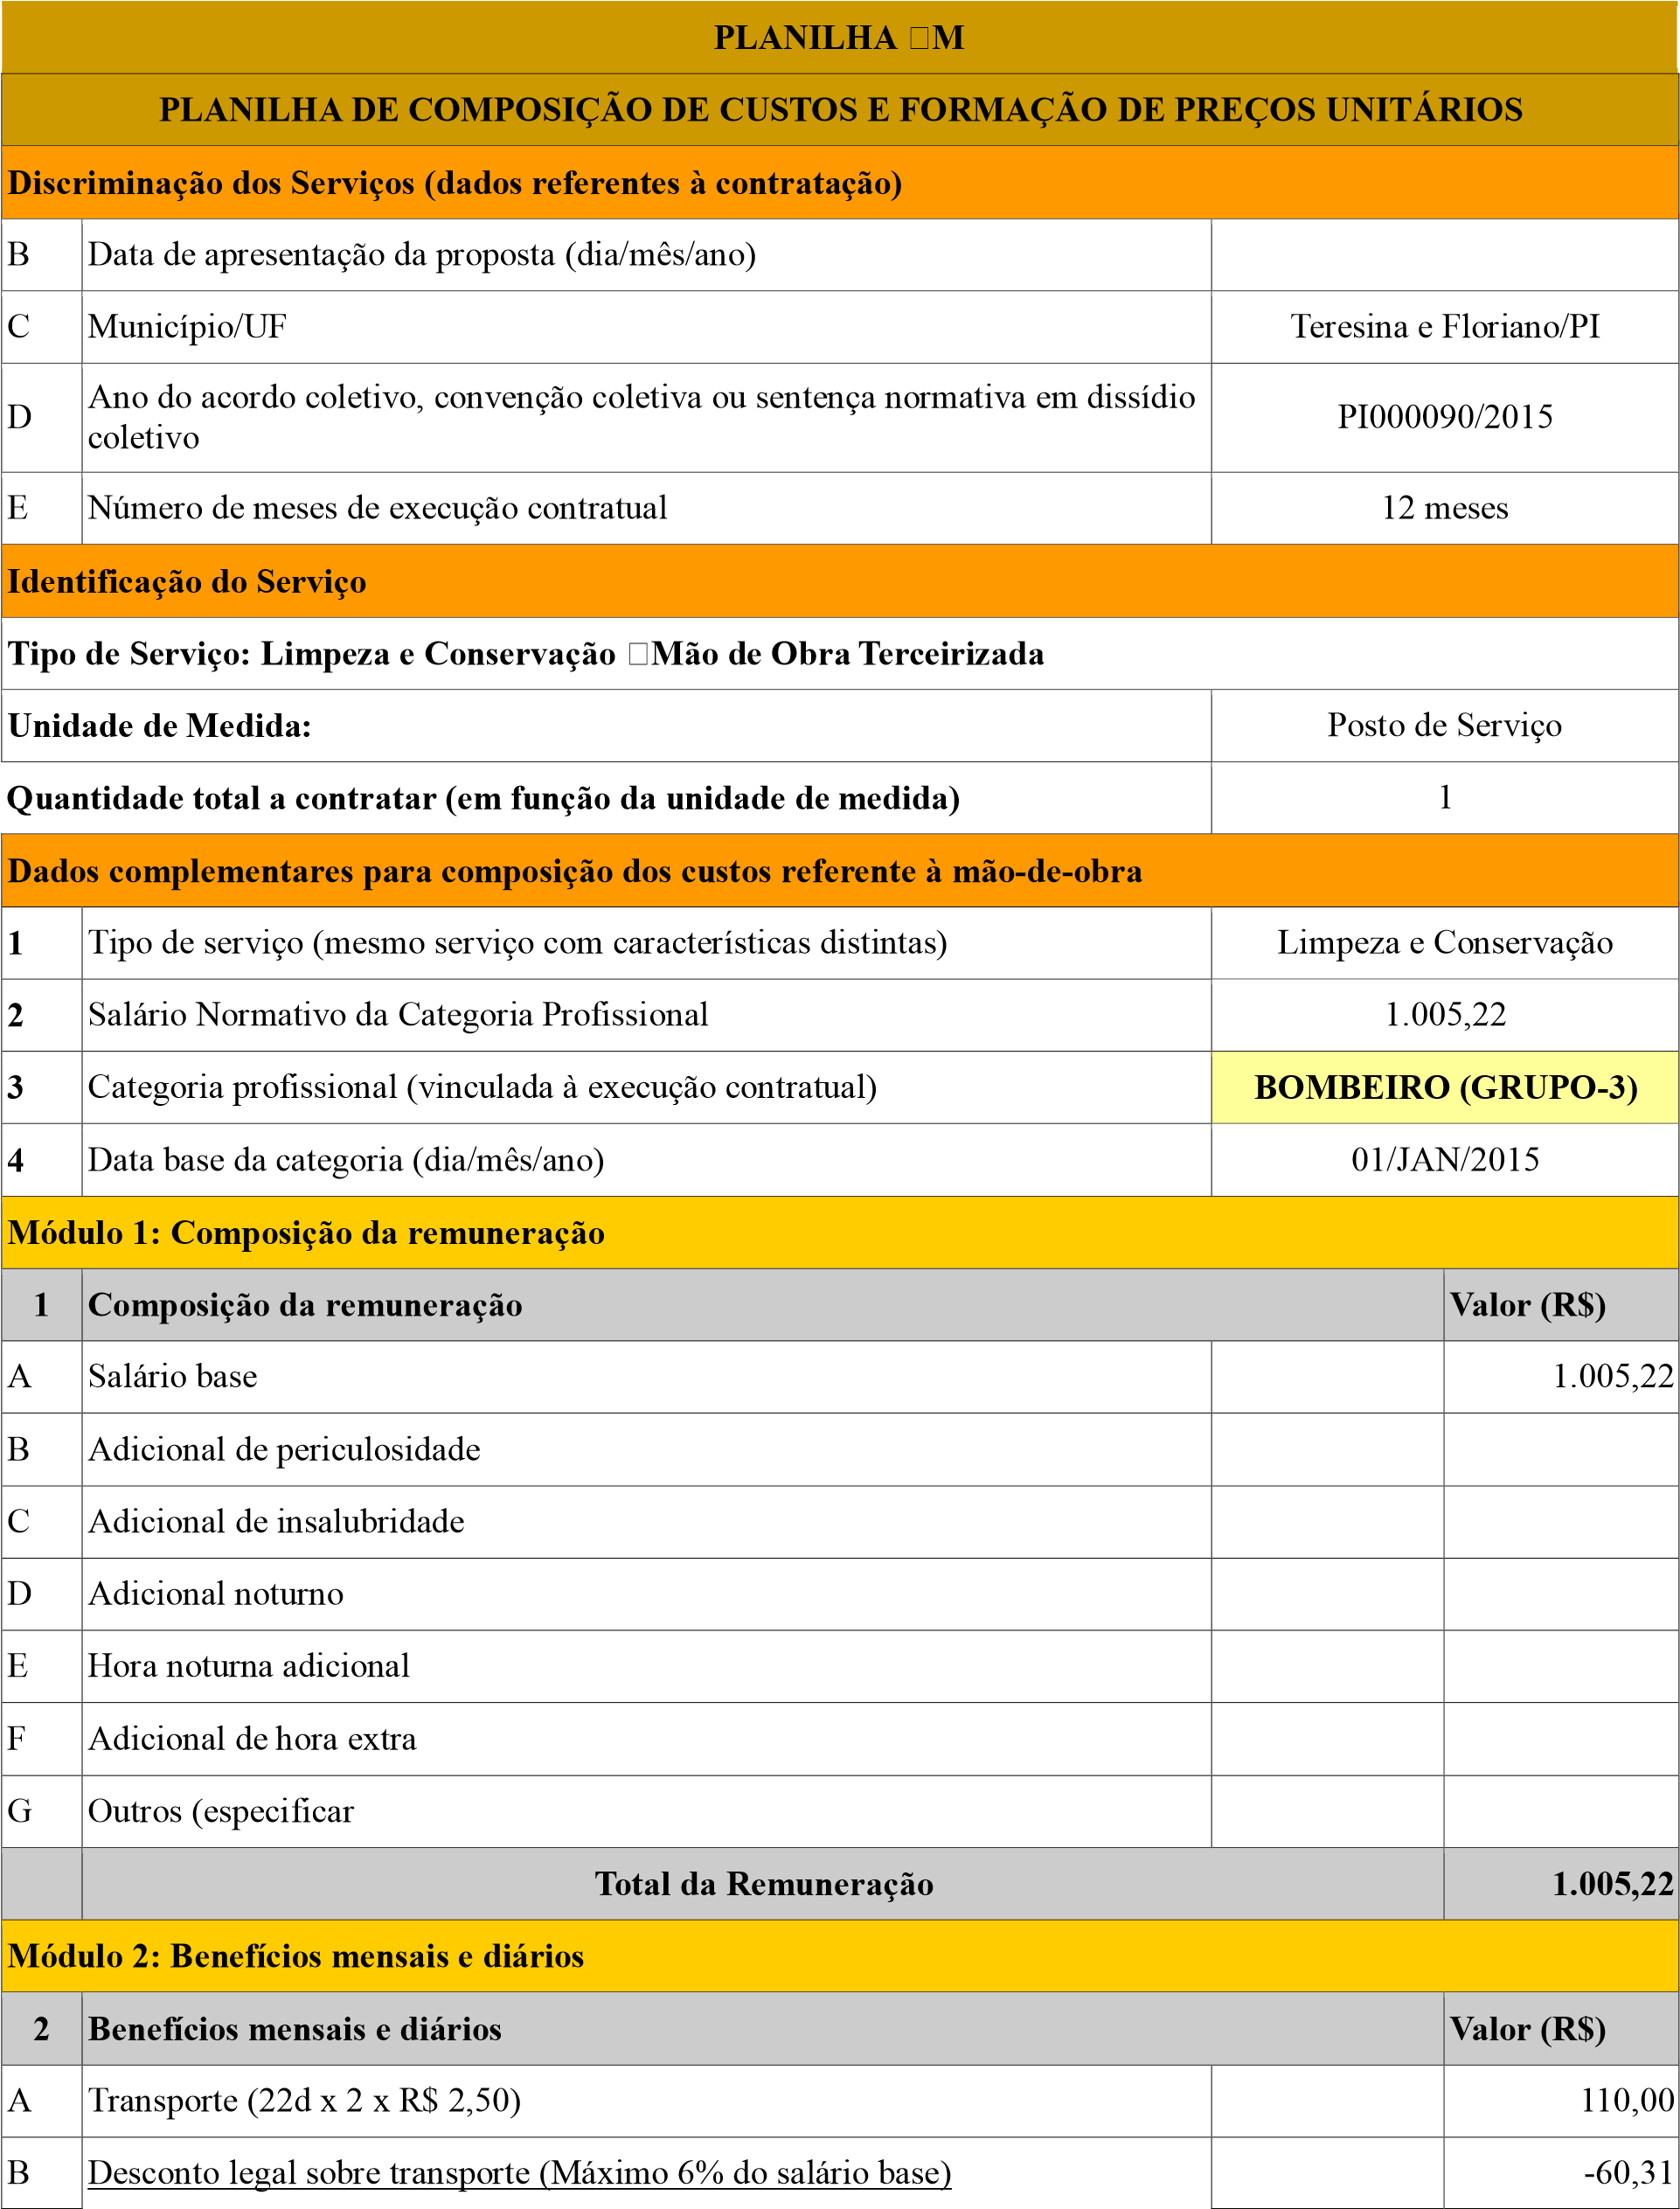 PLANILHA □M
PLANILHA DE COMPOSIÇÃO DE CUSTOS E FORMAÇÃO DE PREÇOS UNITÁRIOS
Discriminação dos Serviços (dados referentes à contratação)
B Data de apresentação da proposta (dia/mês/ano)
C Município/UF Teresina e Floriano/PI
D Ano do acordo coletivo, convenção coletiva ou sentença normativa em dissídio
coletivo PI000090/2015
E Número de meses de execução contratual 12 meses
Identificação do Serviço
Tipo de Serviço: Limpeza e Conservação □Mão de Obra Terceirizada
Unidade de Medida: Posto de Serviço
Quantidade total a contratar (em função da unidade de medida) 1
Dados complementares para composição dos custos referente à mão-de-obra
1 Tipo de serviço (mesmo serviço com características distintas) Limpeza e Conservação
2 Salário Normativo da Categoria Profissional 1.005,22
3 Categoria profissional (vinculada à execução contratual) BOMBEIRO (GRUPO-3)
4 Data base da categoria (dia/mês/ano) 01/JAN/2015
Módulo 1: Composição da remuneração
1 Composição da remuneração Valor (R$)
A Salário base 1.005,22
B Adicional de periculosidade
C Adicional de insalubridade
D Adicional noturno
E Hora noturna adicional
F Adicional de hora extra
G Outros (especificar
Total da Remuneração 1.005,22
Módulo 2: Benefícios mensais e diários
2 Benefícios mensais e diários Valor (R$)
A Transporte (22d x 2 x R$ 2,50) 110,00
B Desconto legal sobre transporte (Máximo 6% do salário base) -60,31